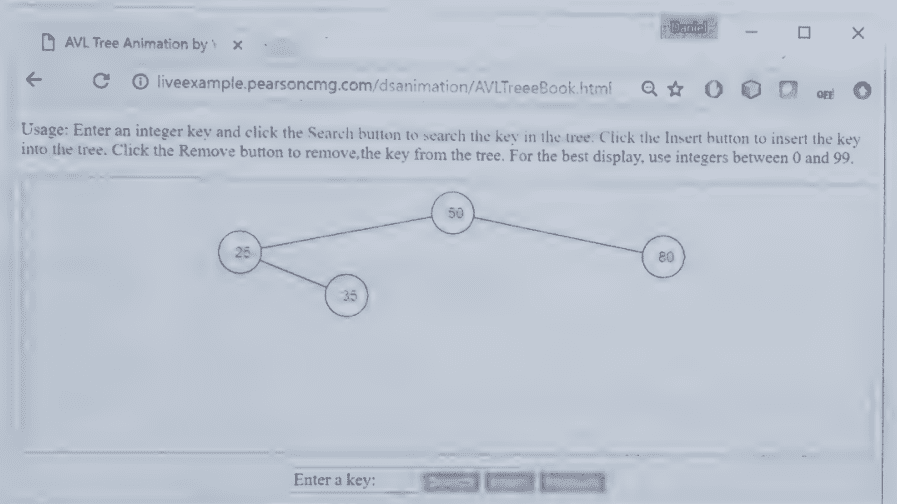 Daniel
AVL Tree Animation by
liveexample.pearsoncmg.com/dsanimation/AVLTreeeBook.html
OFF
Usage: Enter an integer key and click the Search button to search the key in the tree. Click the Insert button to insert the key
into the tree. Click the Remove button to remove,the key from the tree. For the best display, use integers between 0 and 99.
50
25
80
35
Enter a key: